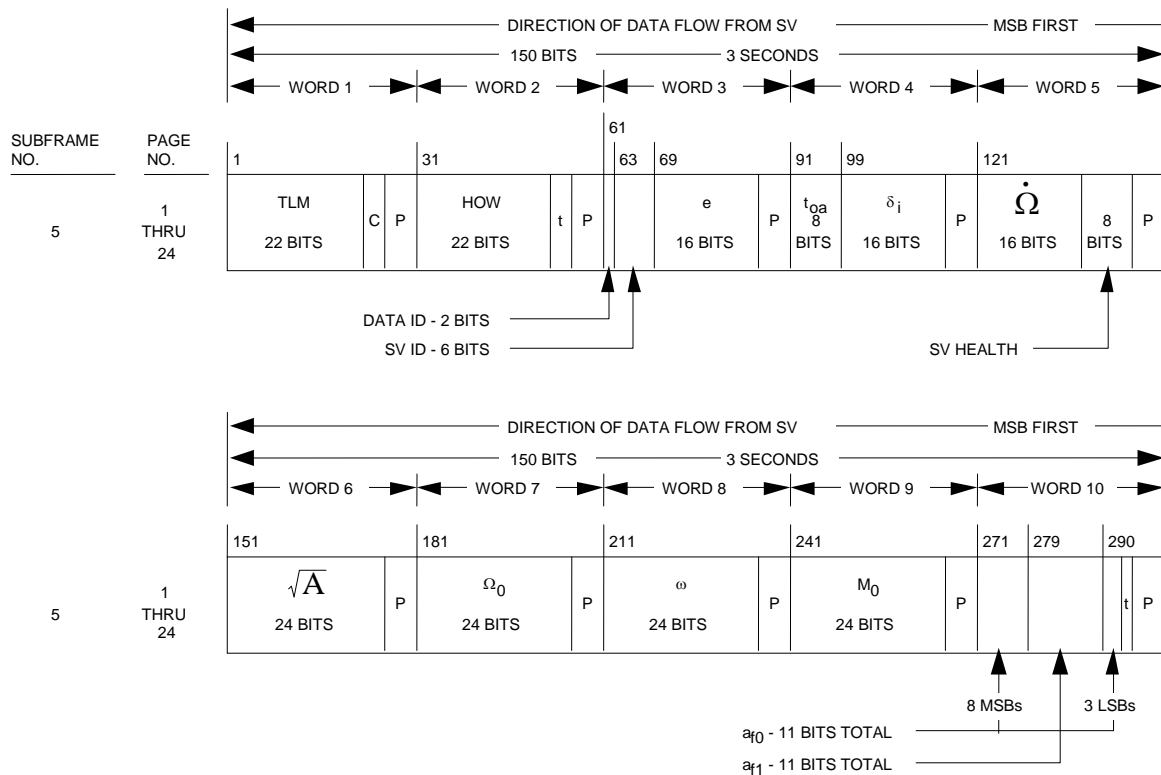 DIRECTION OF DATA FLOW FROM SV MSB FIRST
150 BITS 3 SECONDS
WORD 1 WORD 2 WORD 3 WORD 4 WORD 5
61
SUBFRAME NO. PAGE NO. 1 31 63 69 91 99 121
5 1 THRU 24
TLM 22 BITS C P HOW 22 BITS t P e 16 BITS P t_oa 8 BITS δ_i 16 BITS P Ω̇ 16 BITS 8 BITS P
DATA ID - 2 BITS
SV ID - 6 BITS SV HEALTH
DIRECTION OF DATA FLOW FROM SV MSB FIRST
150 BITS 3 SECONDS
WORD 6 WORD 7 WORD 8 WORD 9 WORD 10
151 181 211 241 271 279 290
5 1 THRU 24
√A 24 BITS P Ω_0 24 BITS P ω 24 BITS P M_0 24 BITS P t P
8 MSBs 3 LSBs
a_f0 - 11 BITS TOTAL
a_f1 - 11 BITS TOTAL